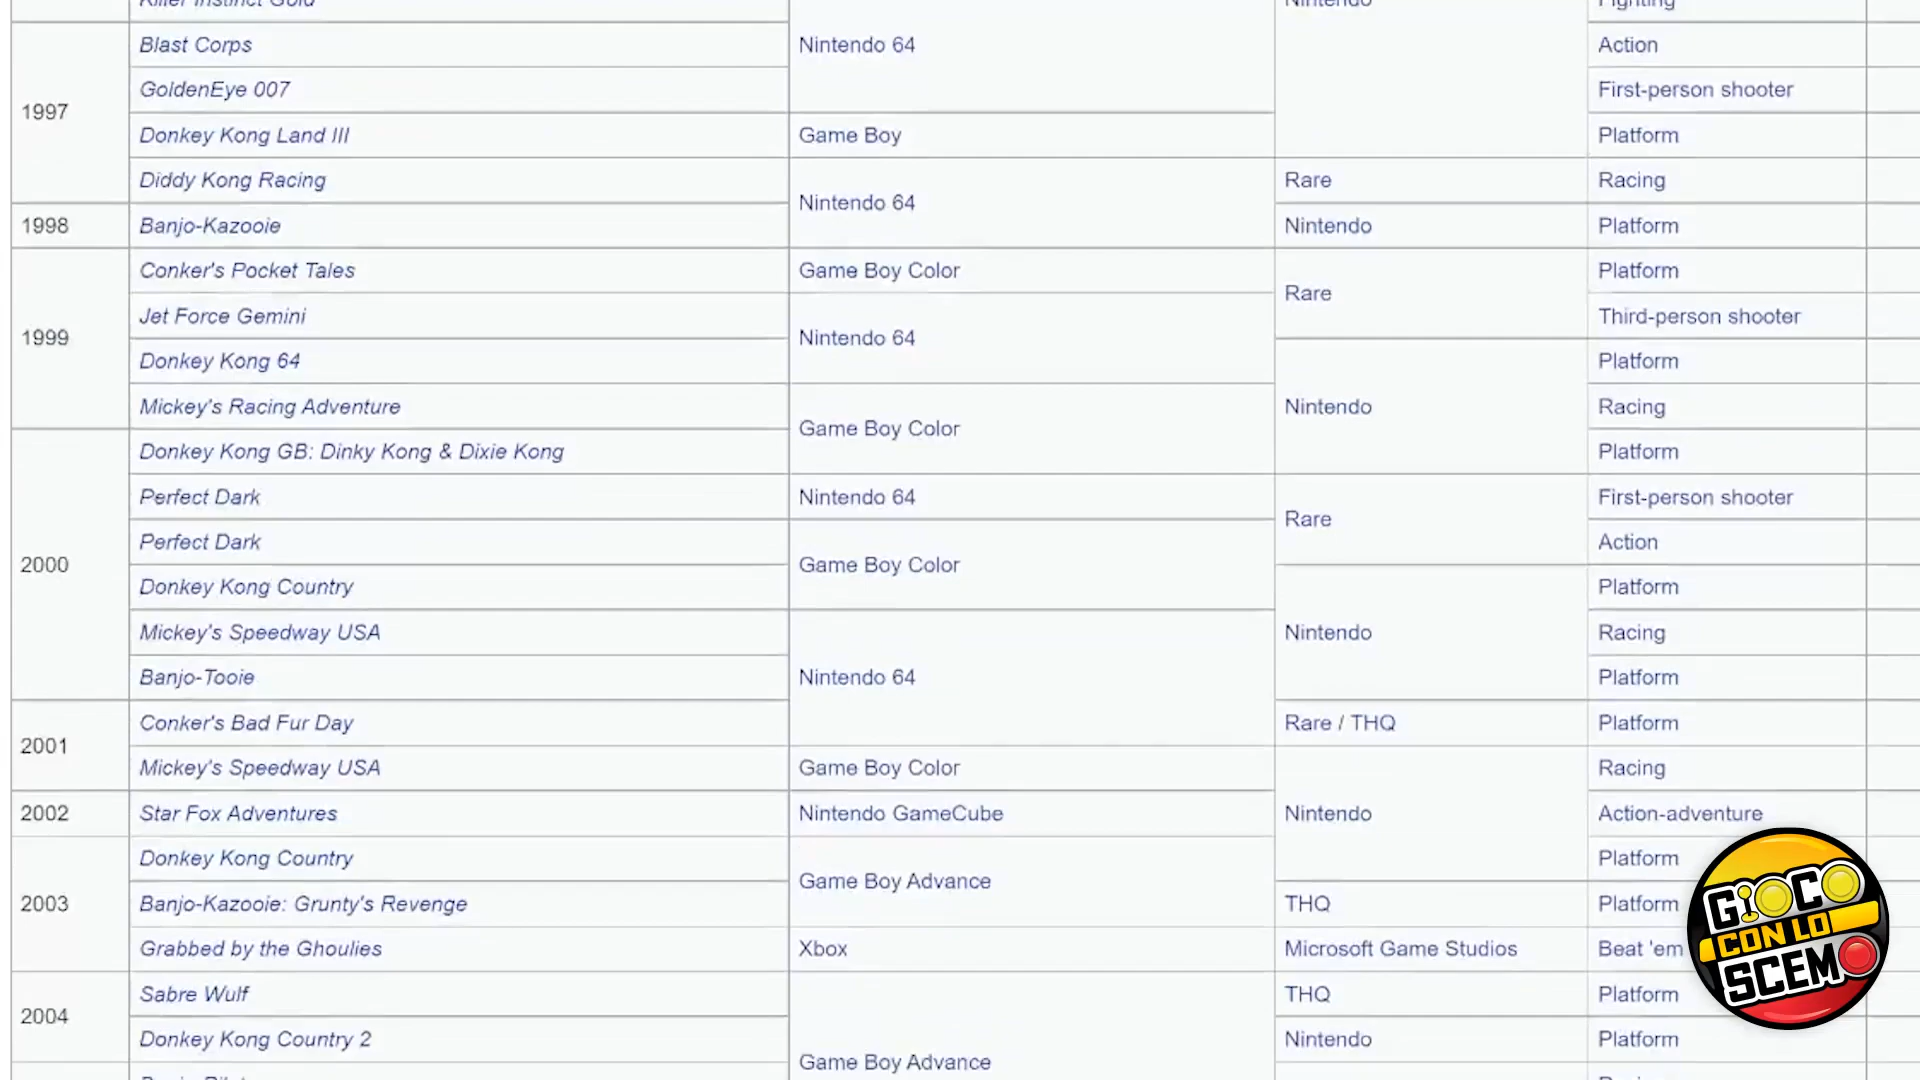 Killer Instinct Gold Nintendo Fighting
Blast Corps Nintendo 64 Action
GoldenEye 007 First-person shooter
1997
Donkey Kong Land III Game Boy Platform
Diddy Kong Racing Rare Racing
Nintendo 64
1998 Banjo-Kazooie Nintendo Platform
Conker's Pocket Tales Game Boy Color Platform
Rare
Jet Force Gemini Third-person shooter
1999 Nintendo 64
Donkey Kong 64 Platform
Mickey's Racing Adventure Nintendo Racing
Game Boy Color
Donkey Kong GB: Dinky Kong & Dixie Kong Platform
Perfect Dark Nintendo 64 First-person shooter
Rare
Perfect Dark Action
2000 Game Boy Color
Donkey Kong Country Platform
Mickey's Speedway USA Nintendo Racing
Banjo-Tooie Nintendo 64 Platform
Conker's Bad Fur Day Rare / THQ Platform
2001
Mickey's Speedway USA Game Boy Color Racing
2002 Star Fox Adventures Nintendo GameCube Nintendo Action-adventure
Donkey Kong Country Platform
Game Boy Advance
2003 Banjo-Kazooie: Grunty's Revenge THQ Platform
Grabbed by the Ghoulies Xbox Microsoft Game Studios Beat 'em
Sabre Wulf THQ Platform
2004
Donkey Kong Country 2 Nintendo Platform
Game Boy Advance
GIOCO
CON LO
SCEMO